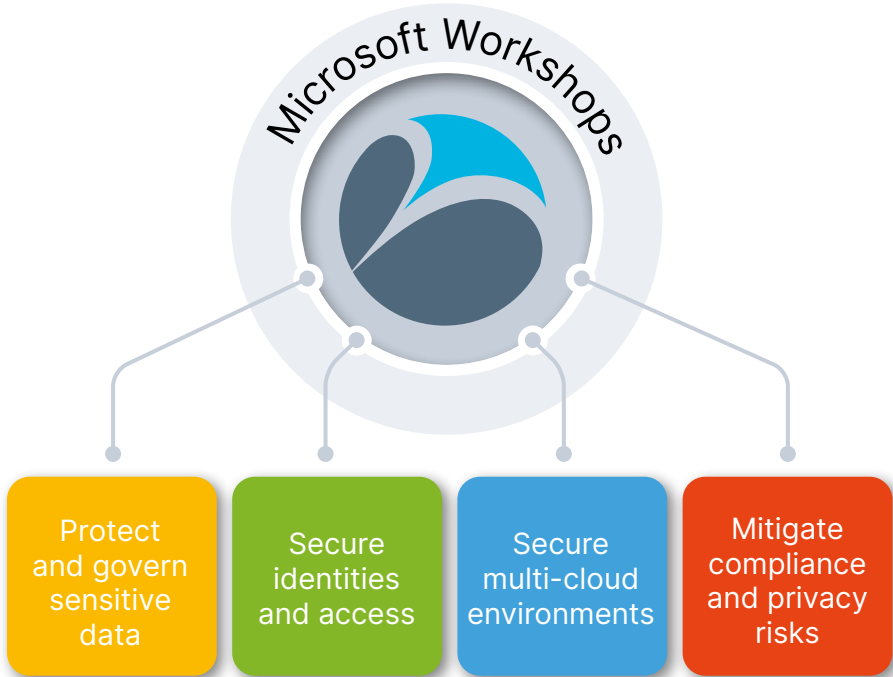 Microsoft Workshops
Protect
and govern
sensitive
data
Secure
identities
and access
Secure
multi-cloud
environments
Mitigate
compliance
and privacy
risks